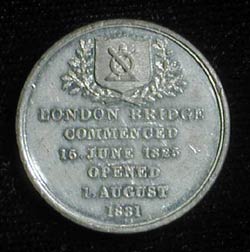 LONDON BRIDGE
COMMENCED
15. JUNE 1825
OPENED
1. AUGUST
1831